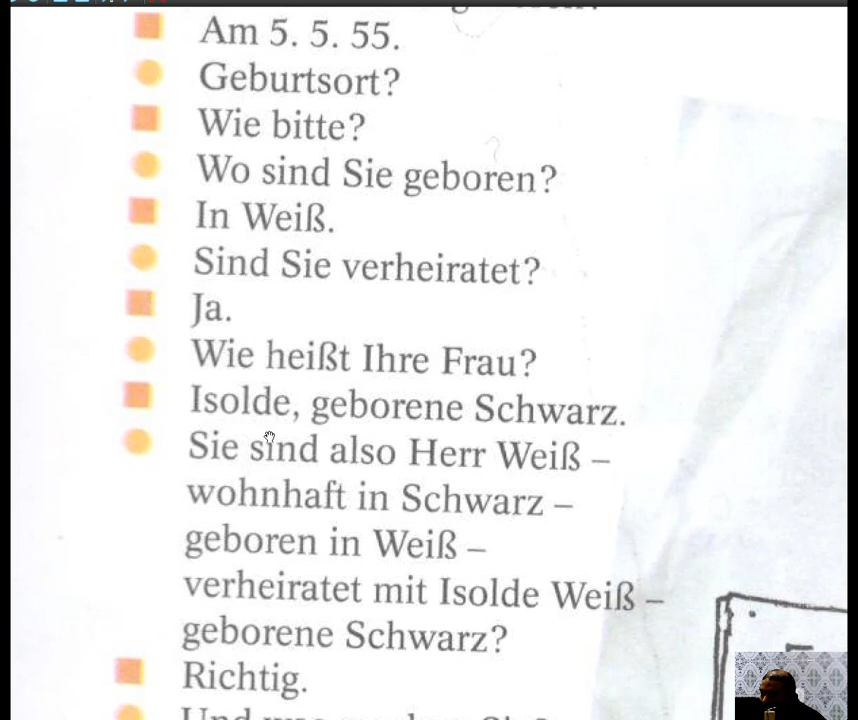 Am 5. 5. 55.
Geburtsort?
Wie bitte?
Wo sind Sie geboren?
In Weiß.
Sind Sie verheiratet?
Ja.
Wie heißt Ihre Frau?
Isolde, geborene Schwarz.
Sie sind also Herr Weiß –
wohnhaft in Schwarz –
geboren in Weiß –
verheiratet mit Isolde Weiß –
geborene Schwarz?
Richtig.